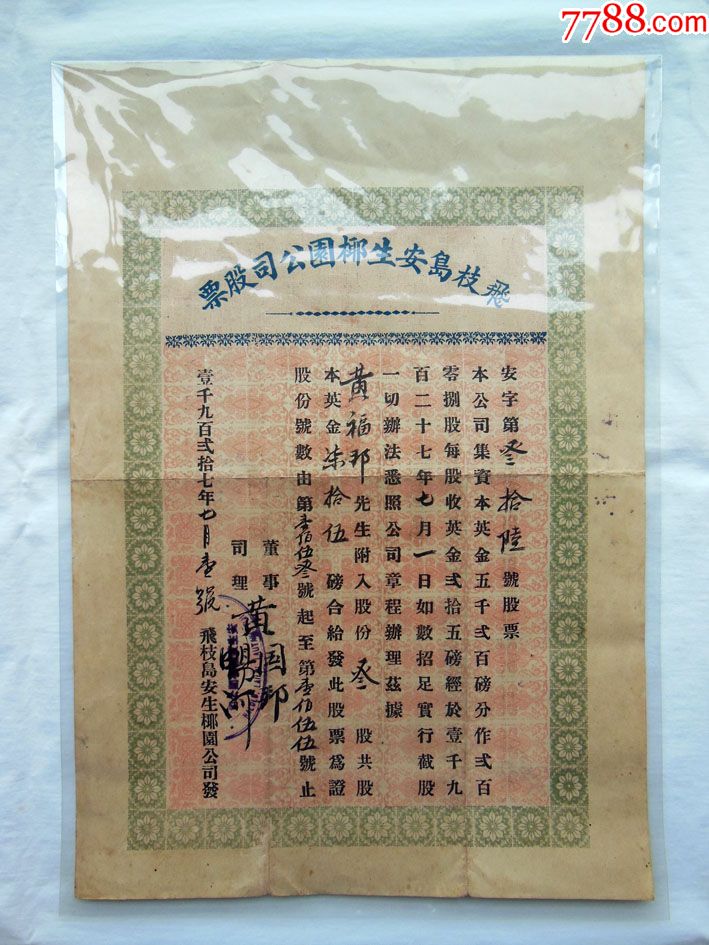 7788.com
飛枝島安生椰園公司股票
安字第叁拾陸號股票
本公司集資本英金五千弍百磅分作弍百
零捌股每股收英金弍拾五磅經於壹千九
百二十七年七月一日如數招足實行截股
一切辦法悉照公司章程辦理茲據
黃福邦先生附入股份叁股共股
本英金柒拾伍磅合給發此股票爲證
股份號數由第壹佰伍叁號起至第壹佰伍伍號止
董事黃国邦
司理
壹千九百弍拾七年七月壹號 飛枝島安生椰園公司發